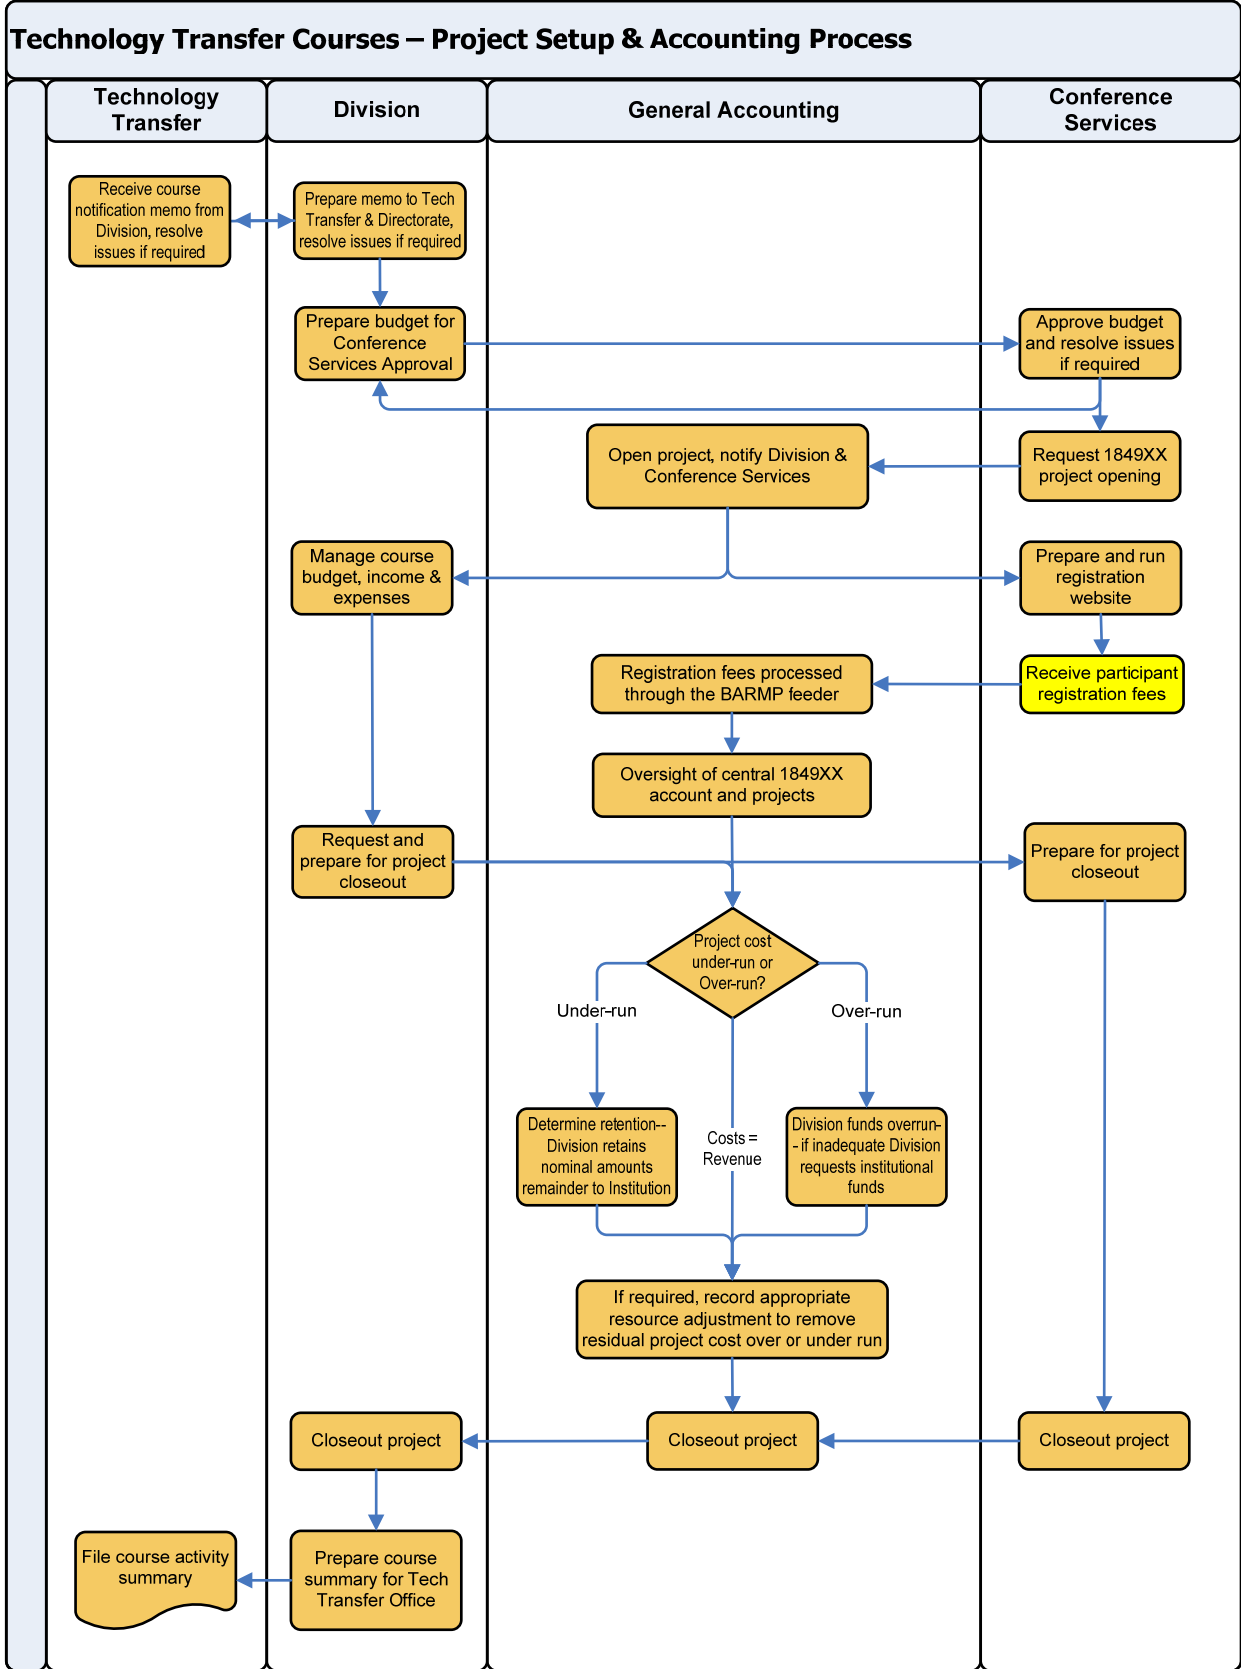 Technology Transfer Courses – Project Setup & Accounting Process
Technology
Transfer
Division
General Accounting
Conference
Services
Receive course
notification memo from
Division, resolve
issues if required
Prepare memo to Tech
Transfer & Directorate,
resolve issues if required
Prepare budget for
Conference
Services Approval
Approve budget
and resolve issues
if required
Open project, notify Division &
Conference Services
Request 1849XX
project opening
Manage course
budget, income &
expenses
Prepare and run
registration
website
Registration fees processed
through the BARMP feeder
Receive participant
registration fees
Oversight of central 1849XX
account and projects
Request and
prepare for project
closeout
Prepare for project
closeout
Project cost
under-run or
Over-run?
Under-run
Over-run
Determine retention--
Division retains
nominal amounts
remainder to Institution
Costs =
Revenue
Division funds overrun-
- if inadequate Division
requests institutional
funds
If required, record appropriate
resource adjustment to remove
residual project cost over or under run
Closeout project
Closeout project
Closeout project
File course activity
summary
Prepare course
summary for Tech
Transfer Office